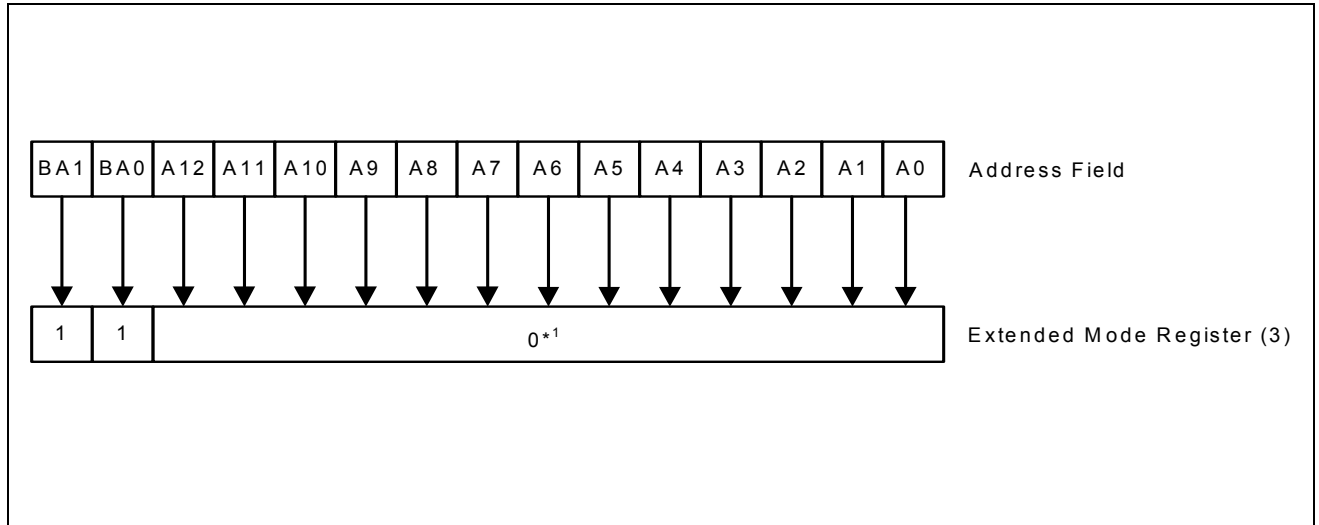 BA1 BA0 A12 A11 A10 A9 A8 A7 A6 A5 A4 A3 A2 A1 A0 Address Field
1 1 0*1 Extended Mode Register (3)